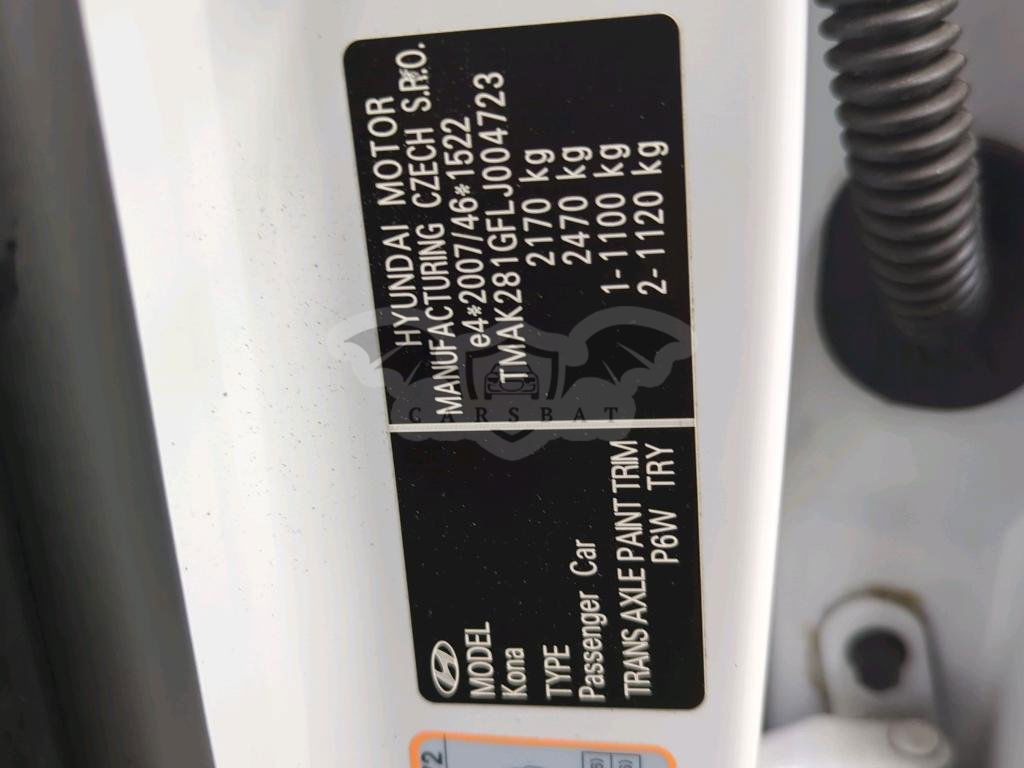 HYUNDAI MOTOR
MANUFACTURING CZECH S.R.O.
e4*2007/46*1522
TMAK281GFLJ004723
2170 kg
2470 kg
1-1100 kg
2-1120 kg
CARSBAT
MODEL
Kona
TYPE
Passenger Car
TRANS AXLE PAINT TRIM
P6W TRY
72